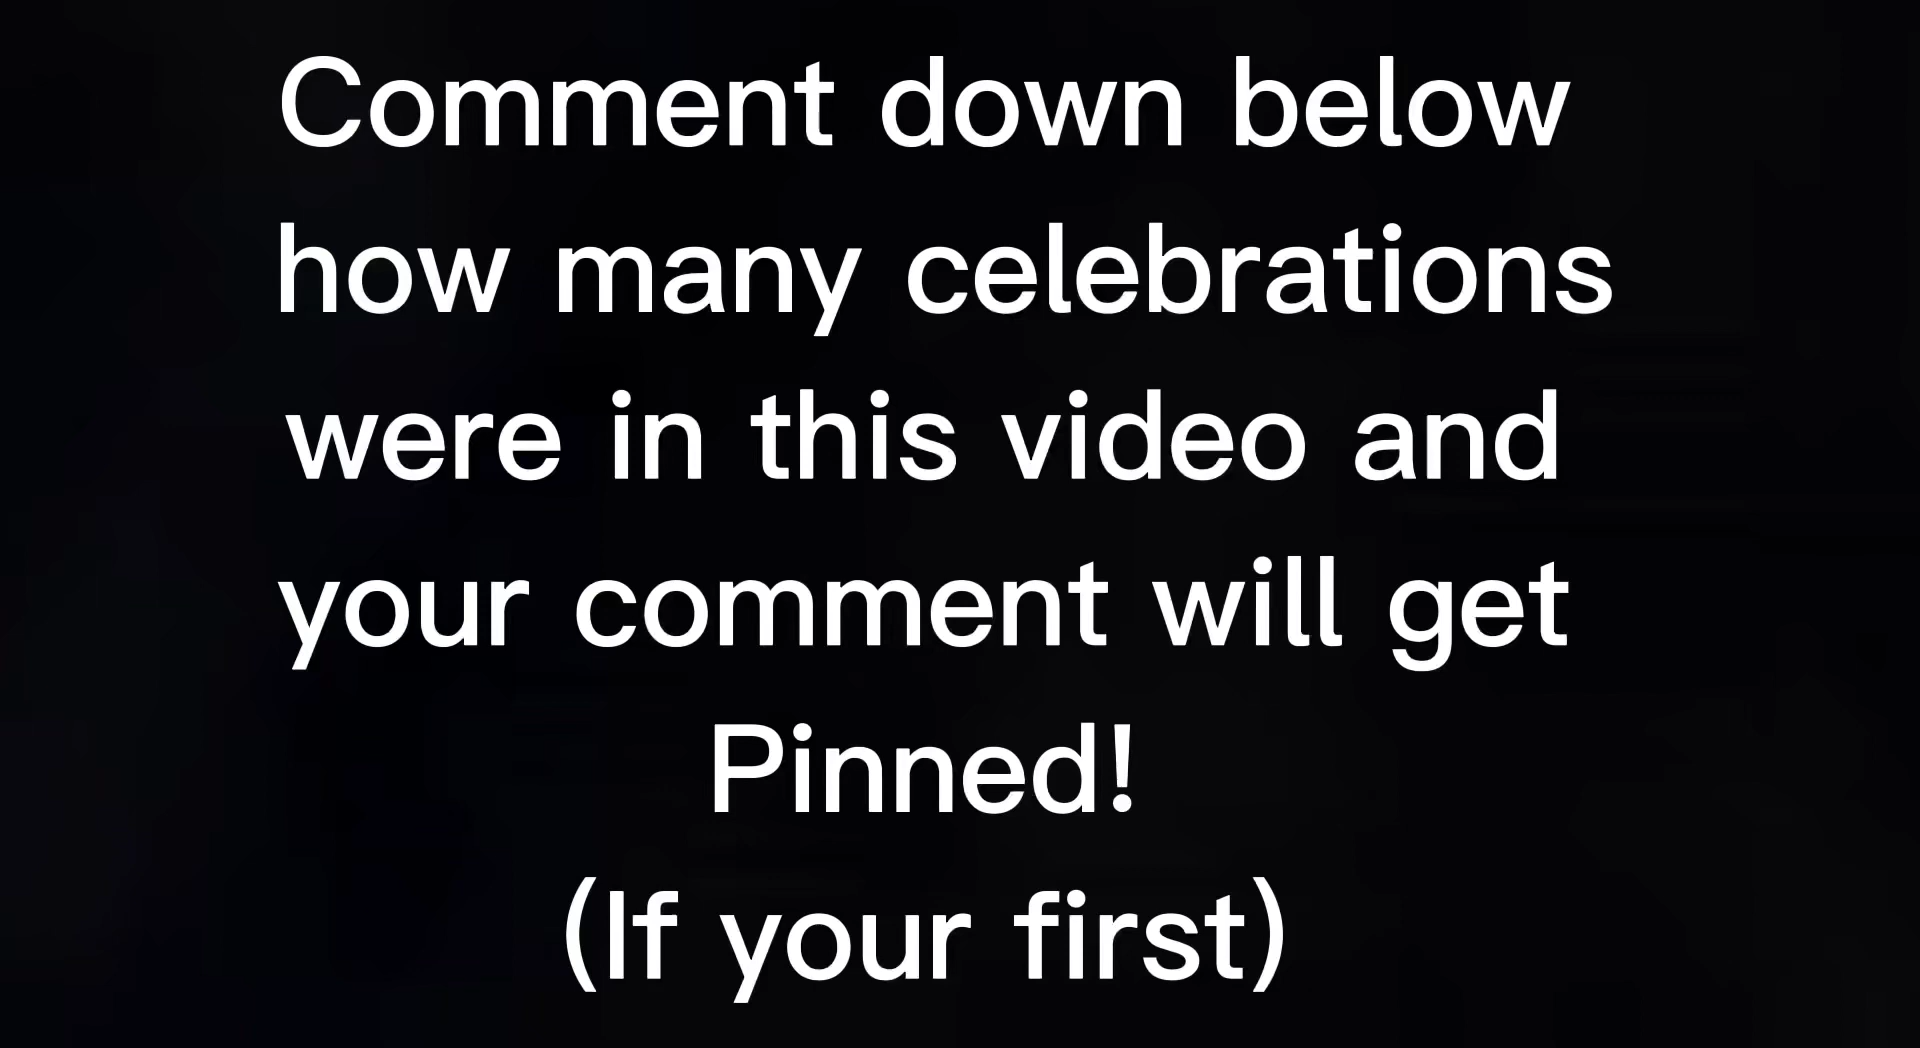 Comment down below
how many celebrations
were in this video and
your comment will get
Pinned!
(If your first)